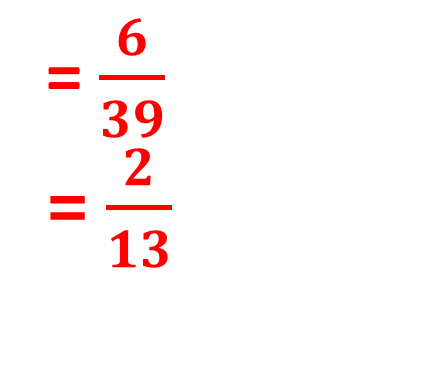 = 6/39
= 2/13